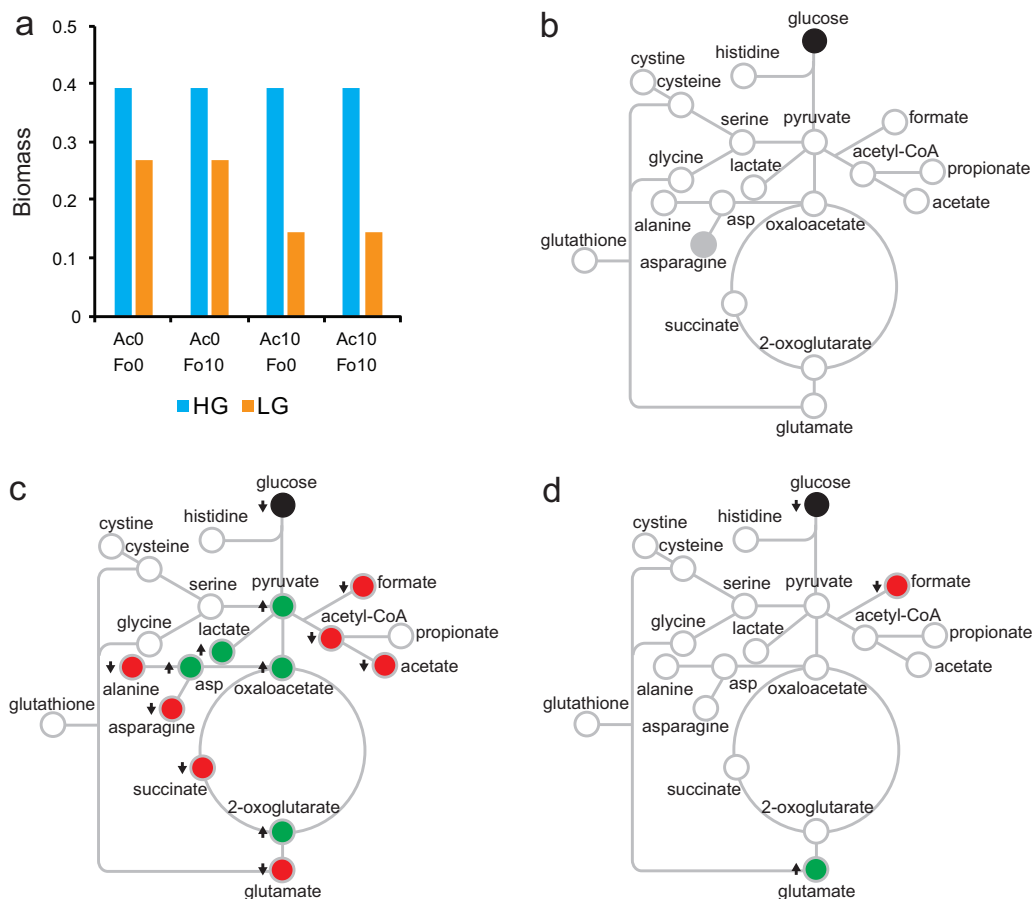 a
Biomass
0.5
0.4
0.3
0.2
0.1
0
Ac0
Fo0
Ac0
Fo10
Ac10
Fo0
Ac10
Fo10
HG
LG
b
glucose
histidine
cystine
cysteine
serine
pyruvate
formate
acetyl-CoA
glycine
lactate
propionate
alanine
asp
oxaloacetate
acetate
glutathione
asparagine
succinate
2-oxoglutarate
glutamate
c
glucose
histidine
cystine
cysteine
serine
pyruvate
formate
acetyl-CoA
glycine
lactate
propionate
alanine
asp
oxaloacetate
acetate
glutathione
asparagine
succinate
2-oxoglutarate
glutamate
d
glucose
histidine
cystine
cysteine
serine
pyruvate
formate
acetyl-CoA
glycine
lactate
propionate
alanine
asp
oxaloacetate
acetate
glutathione
asparagine
succinate
2-oxoglutarate
glutamate